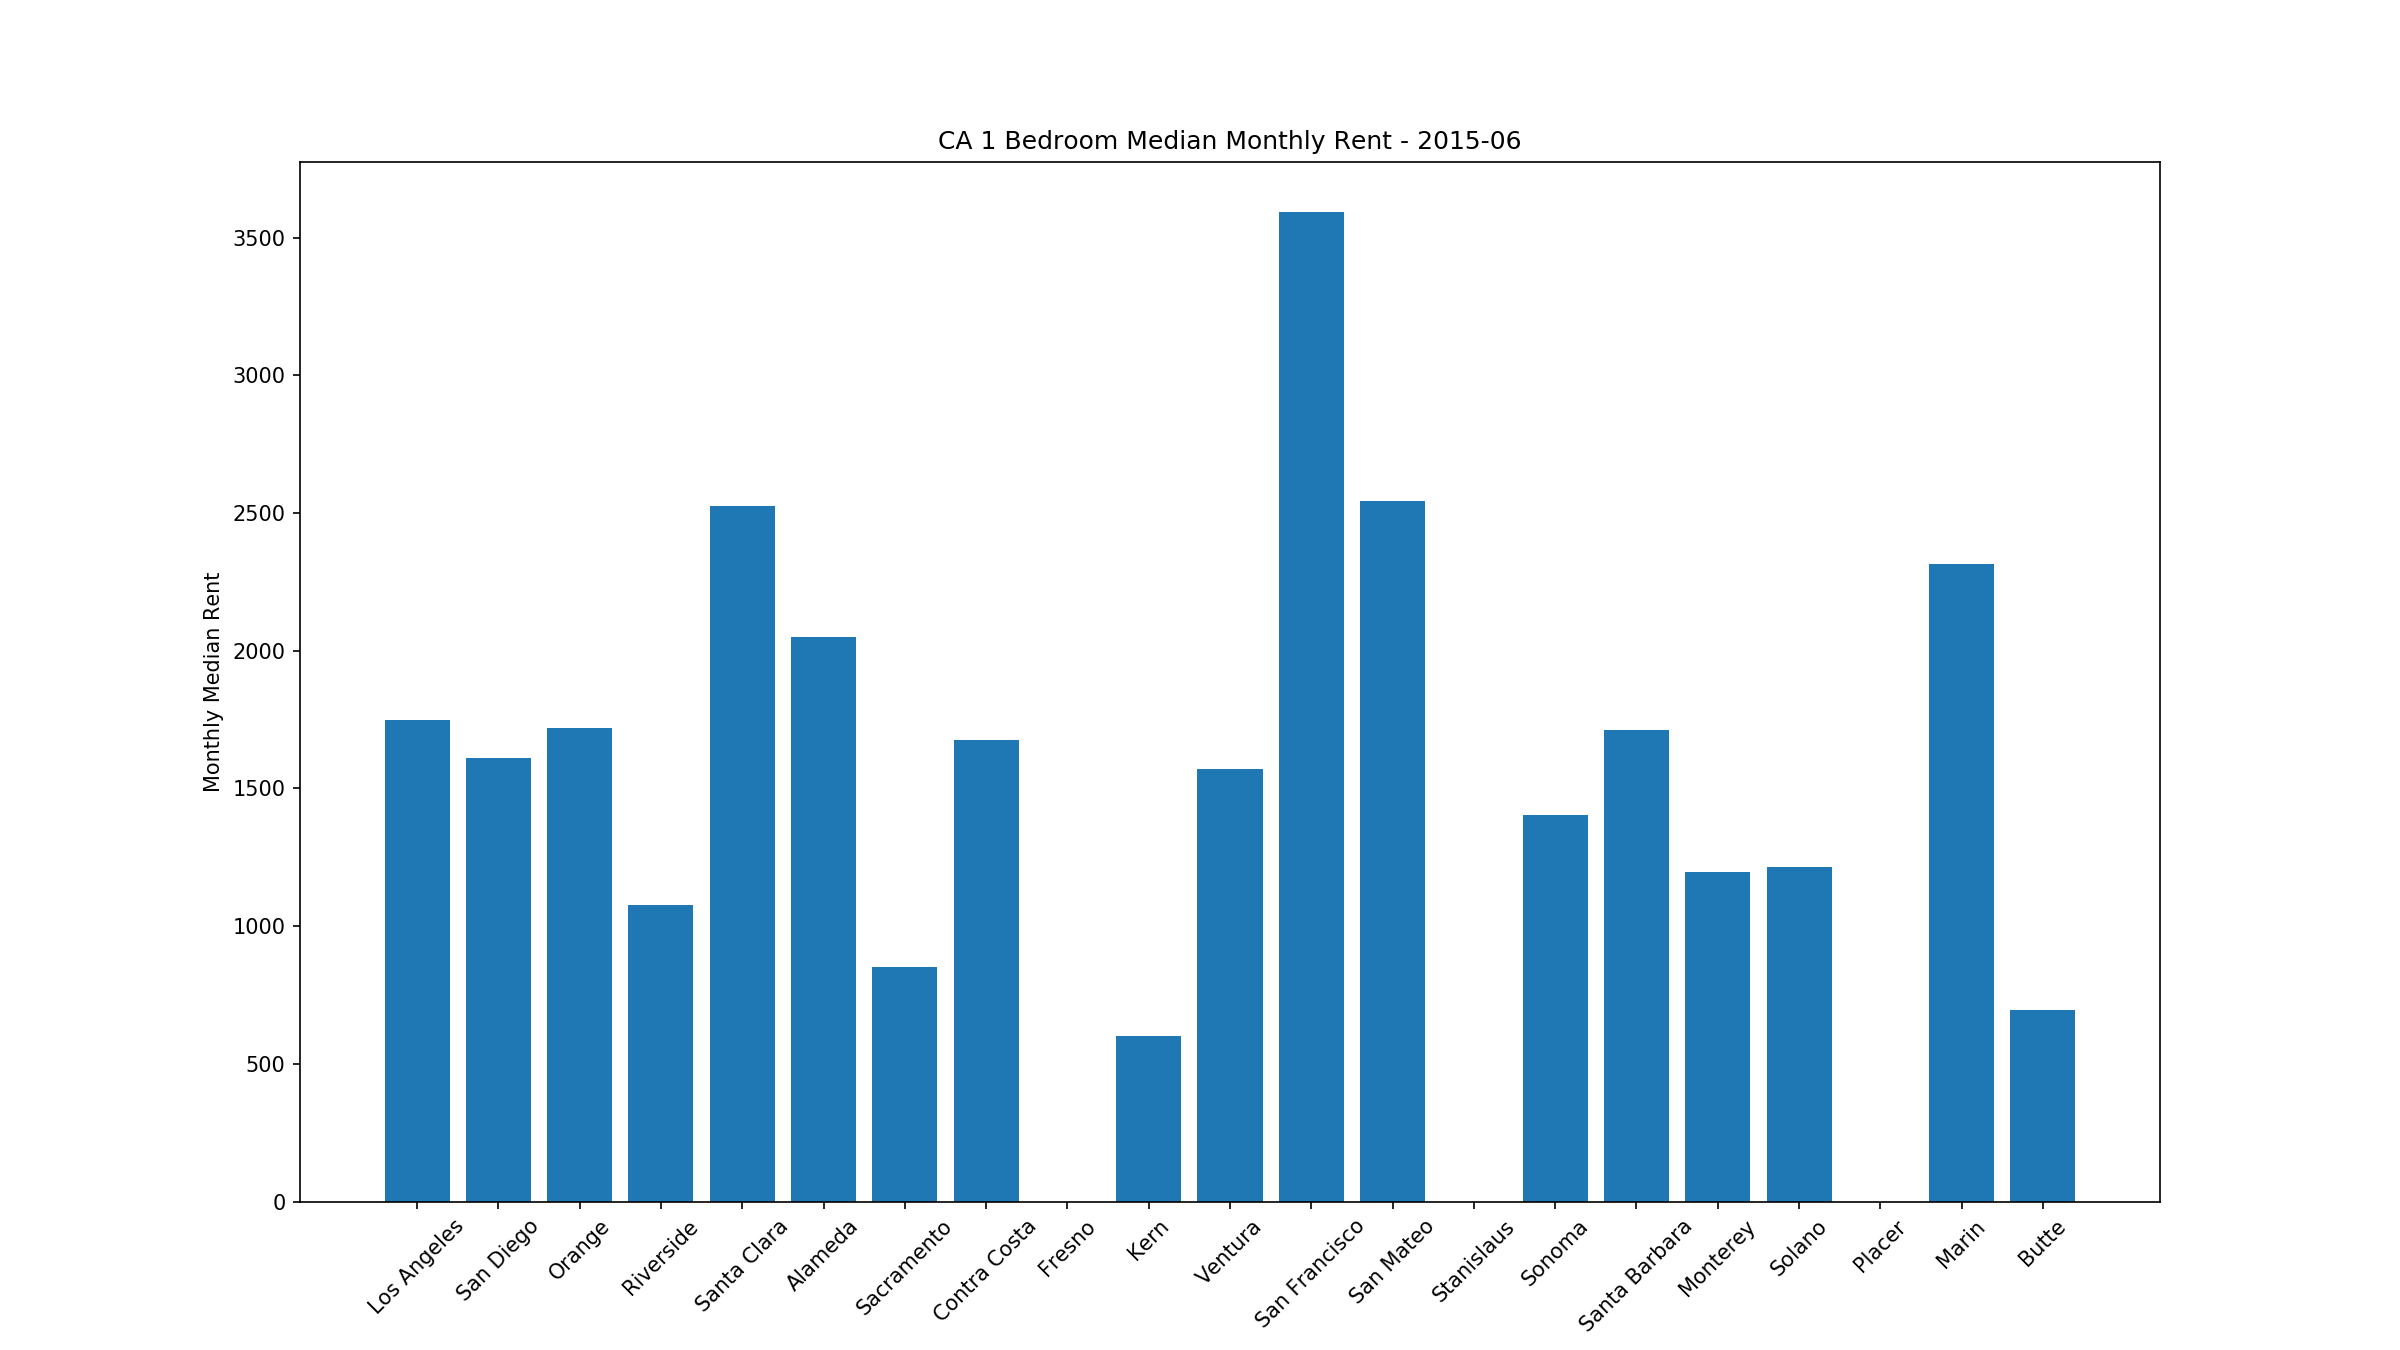 CA 1 Bedroom Median Monthly Rent - 2015-06
Monthly Median Rent
3500
3000
2500
2000
1500
1000
500
0
Los Angeles
San Diego
Orange
Riverside
Santa Clara
Alameda
Sacramento
Contra Costa
Fresno
Kern
Ventura
San Francisco
San Mateo
Stanislaus
Sonoma
Santa Barbara
Monterey
Solano
Placer
Marin
Butte